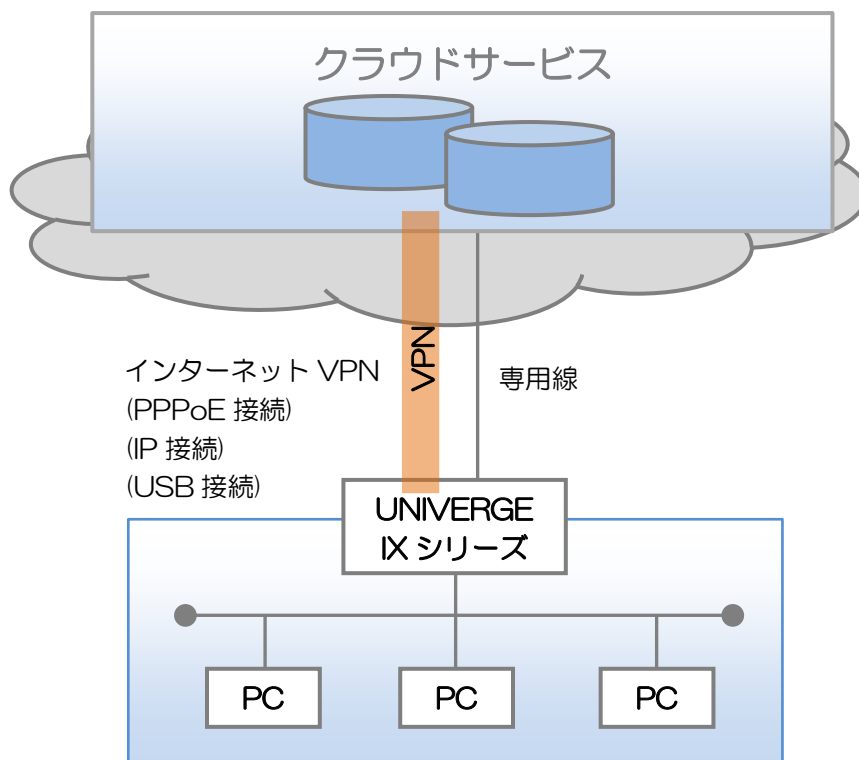 クラウドサービス
VPN
インターネット VPN
(PPPoE 接続)
(IP 接続)
(USB 接続)
専用線
UNIVERGE
IX シリーズ
PC
PC
PC